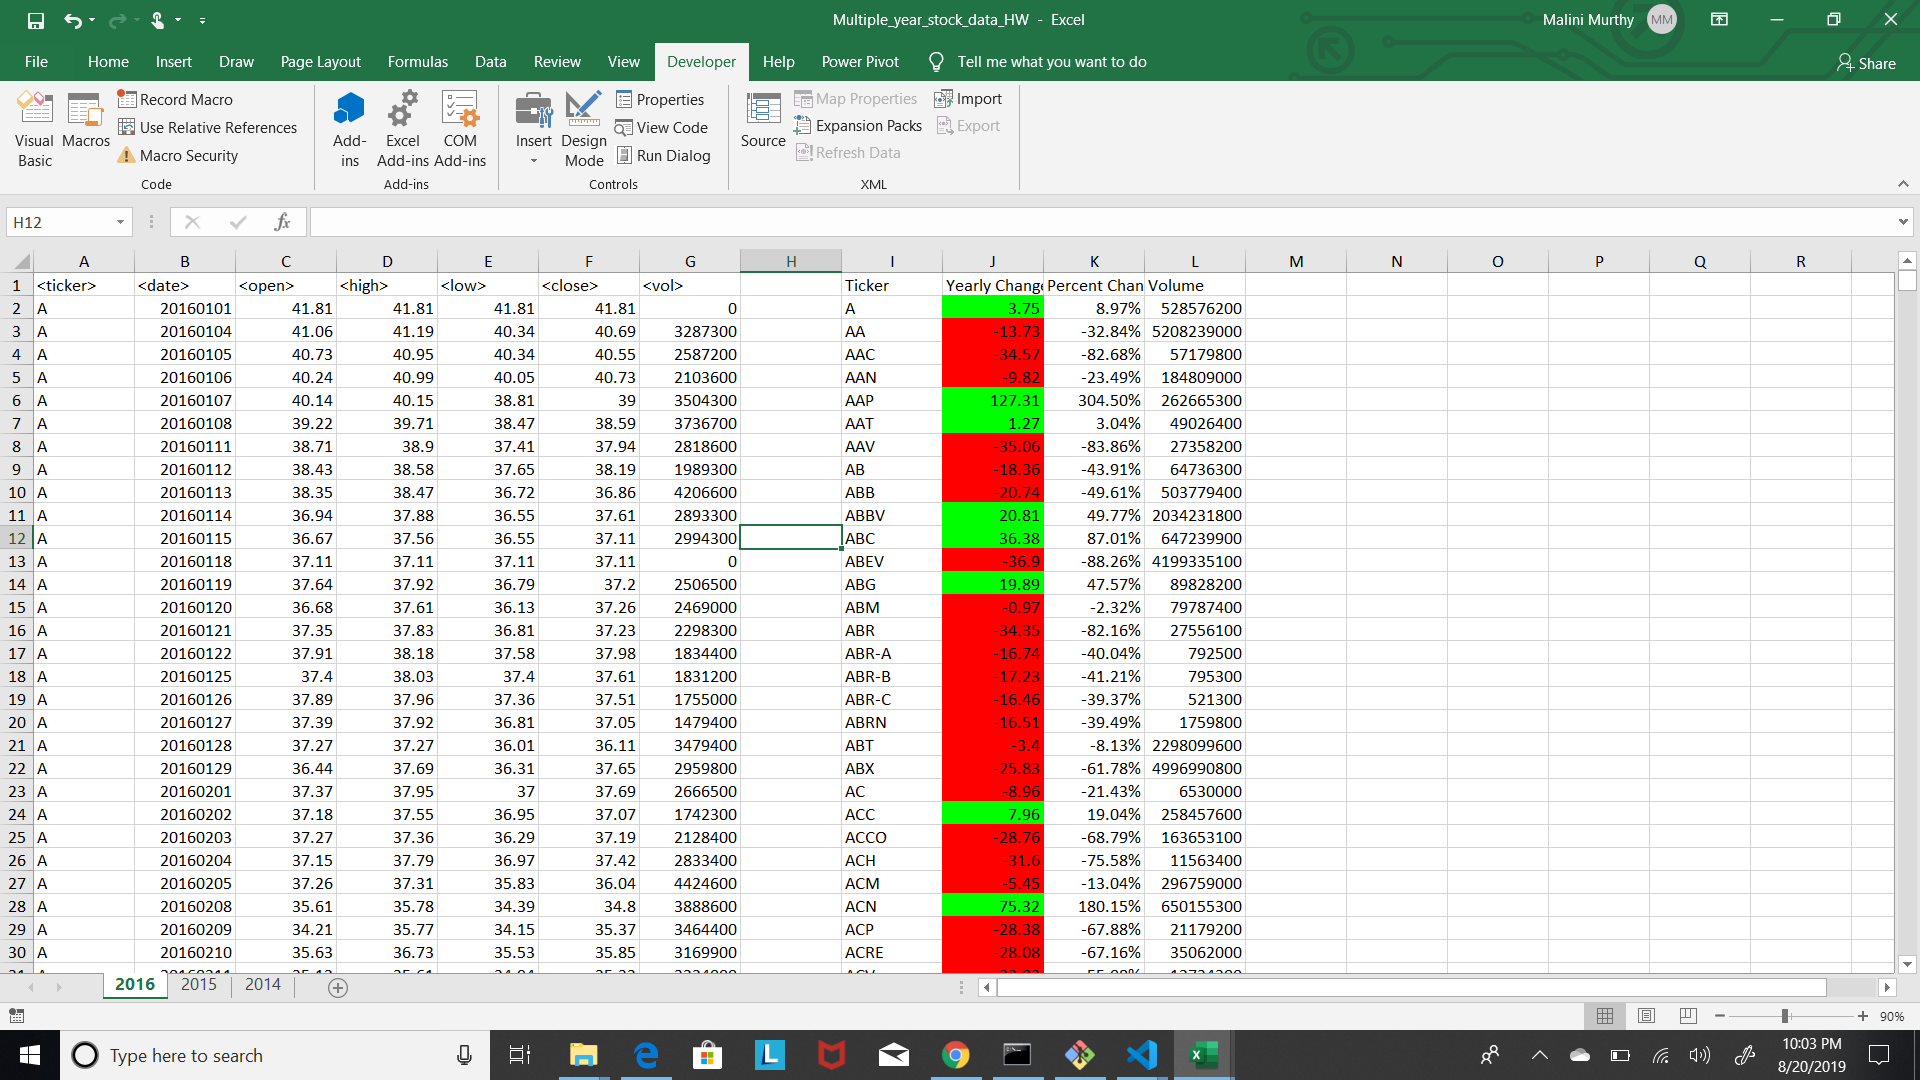 Multiple_year_stock_data_HW - Excel
Malini Murthy MM
File Home Insert Draw Page Layout Formulas Data Review View Developer Help Power Pivot Tell me what you want to do Share
Visual Basic
Macros
Record Macro
Use Relative References
Macro Security
Code
Add-ins
Excel Add-ins
COM Add-ins
Add-ins
Insert
Design Mode
Properties
View Code
Run Dialog
Controls
Source
Map Properties
Expansion Packs
Refresh Data
Import
Export
XML
H12 fx
A B C D E F G H I J K L M N O P Q R
1 <ticker> <date> <open> <high> <low> <close> <vol> Ticker Yearly Change Percent Chan Volume
2 A 20160101 41.81 41.81 41.81 41.81 0 A 3.75 8.97% 528576200
3 A 20160104 41.06 41.19 40.34 40.69 3287300 AA -13.73 -32.84% 5208239000
4 A 20160105 40.73 40.95 40.34 40.55 2587200 AAC -34.57 -82.68% 57179800
5 A 20160106 40.24 40.99 40.05 40.73 2103600 AAN -9.82 -23.49% 184809000
6 A 20160107 40.14 40.15 38.81 39 3504300 AAP 127.31 304.50% 262665300
7 A 20160108 39.22 39.71 38.47 38.59 3736700 AAT 1.27 3.04% 49026400
8 A 20160111 38.71 38.9 37.41 37.94 2818600 AAV -35.06 -83.86% 27358200
9 A 20160112 38.43 38.58 37.65 38.19 1989300 AB -18.36 -43.91% 64736300
10 A 20160113 38.35 38.47 36.72 36.86 4206600 ABB -20.74 -49.61% 503779400
11 A 20160114 36.94 37.88 36.55 37.61 2893300 ABBV 20.81 49.77% 2034231800
12 A 20160115 36.67 37.56 36.55 37.11 2994300 ABC 36.38 87.01% 647239900
13 A 20160118 37.11 37.11 37.11 37.11 0 ABEV -36.9 -88.26% 4199335100
14 A 20160119 37.64 37.92 36.79 37.2 2506500 ABG 19.89 47.57% 89828200
15 A 20160120 36.68 37.61 36.13 37.26 2469000 ABM -0.97 -2.32% 79787400
16 A 20160121 37.35 37.83 36.81 37.23 2298300 ABR -34.35 -82.16% 27556100
17 A 20160122 37.91 38.18 37.58 37.98 1834400 ABR-A -16.74 -40.04% 792500
18 A 20160125 37.4 38.03 37.4 37.61 1831200 ABR-B -17.23 -41.21% 795300
19 A 20160126 37.89 37.96 37.36 37.51 1755000 ABR-C -16.46 -39.37% 521300
20 A 20160127 37.39 37.92 36.81 37.05 1479400 ABRN -16.51 -39.49% 1759800
21 A 20160128 37.27 37.27 36.01 36.11 3479400 ABT -3.4 -8.13% 2298099600
22 A 20160129 36.44 37.69 36.31 37.65 2959800 ABX -25.83 -61.78% 4996990800
23 A 20160201 37.37 37.95 37 37.69 2666500 AC -8.96 -21.43% 6530000
24 A 20160202 37.18 37.55 36.95 37.07 1742300 ACC 7.96 19.04% 258457600
25 A 20160203 37.27 37.36 36.29 37.19 2128400 ACCO -28.76 -68.79% 163653100
26 A 20160204 37.15 37.79 36.97 37.42 2833400 ACH -31.6 -75.58% 11563400
27 A 20160205 37.26 37.31 35.83 36.04 4424600 ACM -5.45 -13.04% 296759000
28 A 20160208 35.61 35.78 34.39 34.8 3888600 ACN 75.32 180.15% 650155300
29 A 20160209 34.21 35.77 34.15 35.37 3464400 ACP -28.38 -67.88% 21179200
30 A 20160210 35.63 36.73 35.53 35.85 3169900 ACRE -28.08 -67.16% 35062000
2016 2015 2014
90%
Type here to search
10:03 PM
8/20/2019